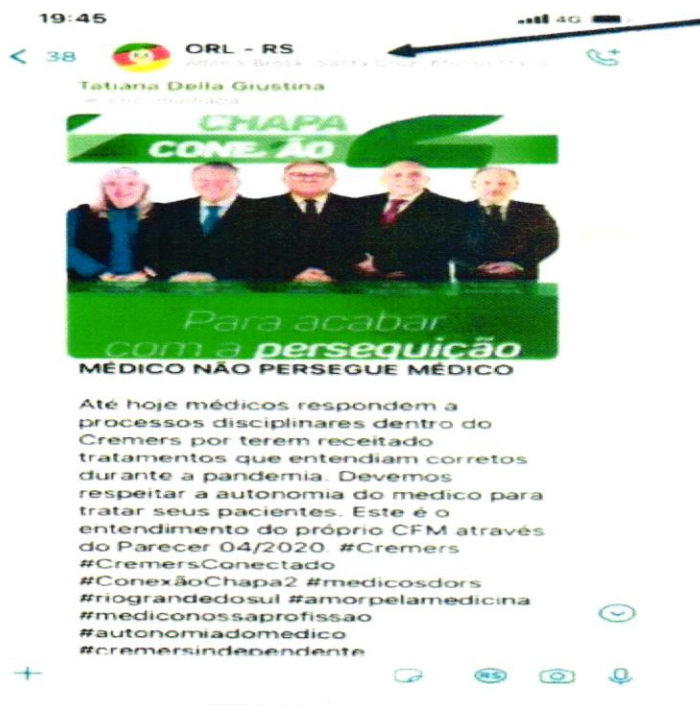 19:45
4G
38
ORL - RS
Tatiana Della Giustina
CHAPA 2
CONEXÃO
Para acabar
com a perseguição
MÉDICO NÃO PERSEGUE MÉDICO
Até hoje médicos respondem a
processos disciplinares dentro do
Cremers por terem receitado
tratamentos que entendiam corretos
durante a pandemia. Devemos
respeitar a autonomia do medico para
tratar seus pacientes. Este é o
entendimento do próprio CFM através
do Parecer 04/2020. #Cremers
#CremersConectado
#ConexãoChapa2 #medicosdors
#riograndedosul #amorpelamedicina
#mediconossaprofissao
#autonomiadomedico
#cremersindependente
RS